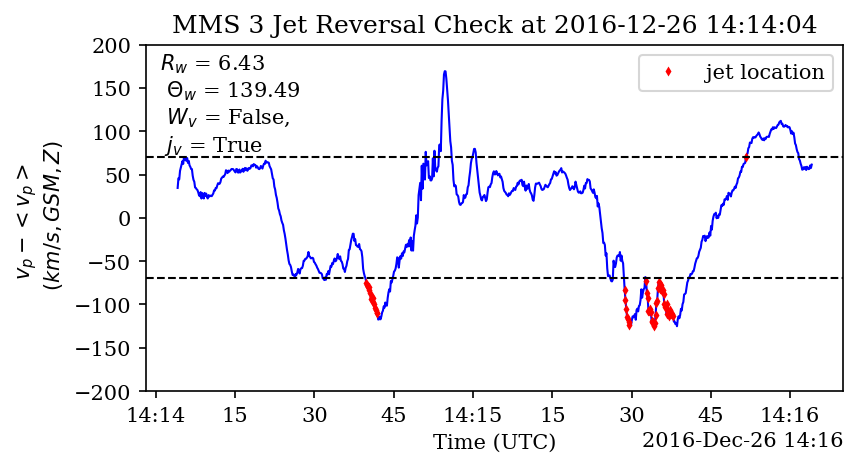 MMS 3 Jet Reversal Check at 2016-12-26 14:14:04
R_w = 6.43
Θ_w = 139.49
W_v = False,
j_v = True
jet location
v_p − <v_p>
(km/s, GSM, Z)
200
150
100
50
0
−50
−100
−150
−200
14:14 15 30 45 14:15 15 30 45 14:16
Time (UTC)
2016-Dec-26 14:16